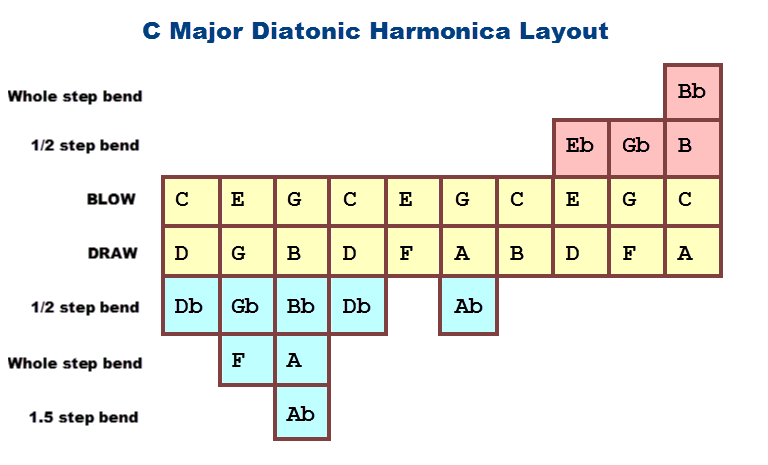 C Major Diatonic Harmonica Layout
Whole step bend Bb
1/2 step bend Eb Gb B
BLOW C E G C E G C E G C
DRAW D G B D F A B D F A
1/2 step bend Db Gb Bb Db Ab
Whole step bend F A
1.5 step bend Ab